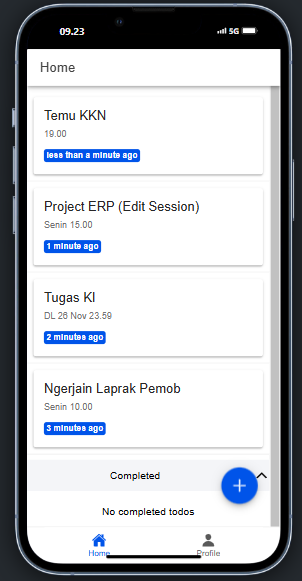 09.23
5G
Home
Temu KKN
19.00
less than a minute ago
Project ERP (Edit Session)
Senin 15.00
1 minute ago
Tugas KI
DL 26 Nov 23.59
2 minutes ago
Ngerjain Laprak Pemob
Senin 10.00
3 minutes ago
Completed
No completed todos
Home
Profile